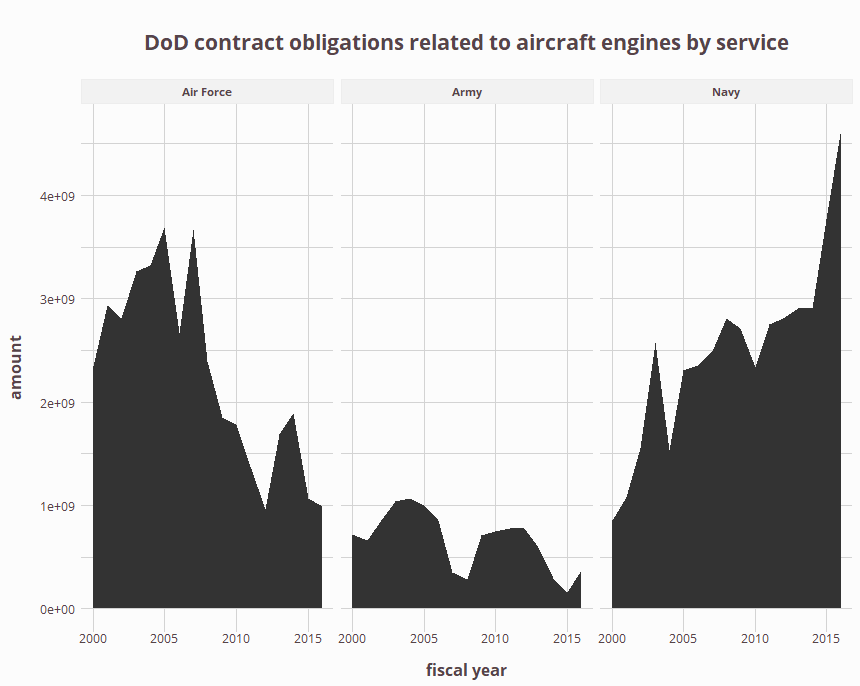 DoD contract obligations related to aircraft engines by service
Air Force Army Navy
4e+09
3e+09
2e+09
1e+09
0e+00
amount
2000 2005 2010 2015 2000 2005 2010 2015 2000 2005 2010 2015
fiscal year